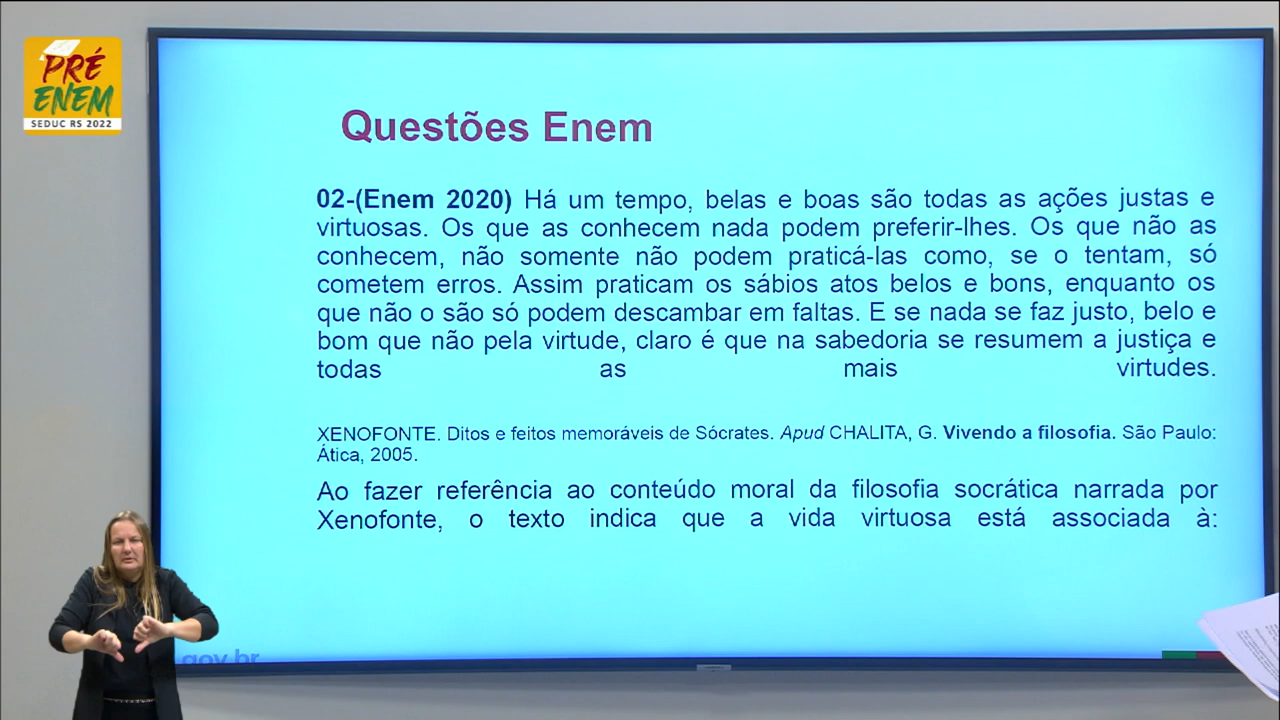 PRÉ
ENEM
SEDUC RS 2022
Questões Enem
02-(Enem 2020) Há um tempo, belas e boas são todas as ações justas e
virtuosas. Os que as conhecem nada podem preferir-lhes. Os que não as
conhecem, não somente não podem praticá-las como, se o tentam, só
cometem erros. Assim praticam os sábios atos belos e bons, enquanto os
que não o são só podem descambar em faltas. E se nada se faz justo, belo e
bom que não pela virtude, claro é que na sabedoria se resumem a justiça e
todas as mais virtudes.
XENOFONTE. Ditos e feitos memoráveis de Sócrates. Apud CHALITA, G. Vivendo a filosofia. São Paulo:
Ática, 2005.
Ao fazer referência ao conteúdo moral da filosofia socrática narrada por
Xenofonte, o texto indica que a vida virtuosa está associada à:
gov.br